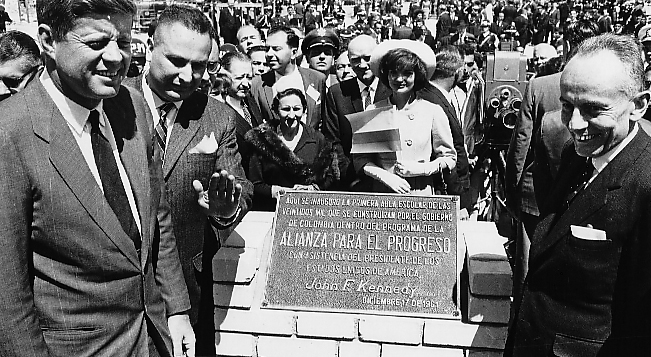 AQUI SE INAUGURO LA PRIMERA AULA ESCOLAR DE LAS
VEINTIDOS MIL QUE SE CONSTRUIRAN POR EL GOBIERNO
DE COLOMBIA DENTRO DEL PROGRAMA DE LA
ALIANZA PARA EL PROGRESO
CON ASISTENCIA DEL PRESIDENTE DE LOS
ESTADOS UNIDOS DE AMERICA
John F. Kennedy
DICIEMBRE 17 DE 1961